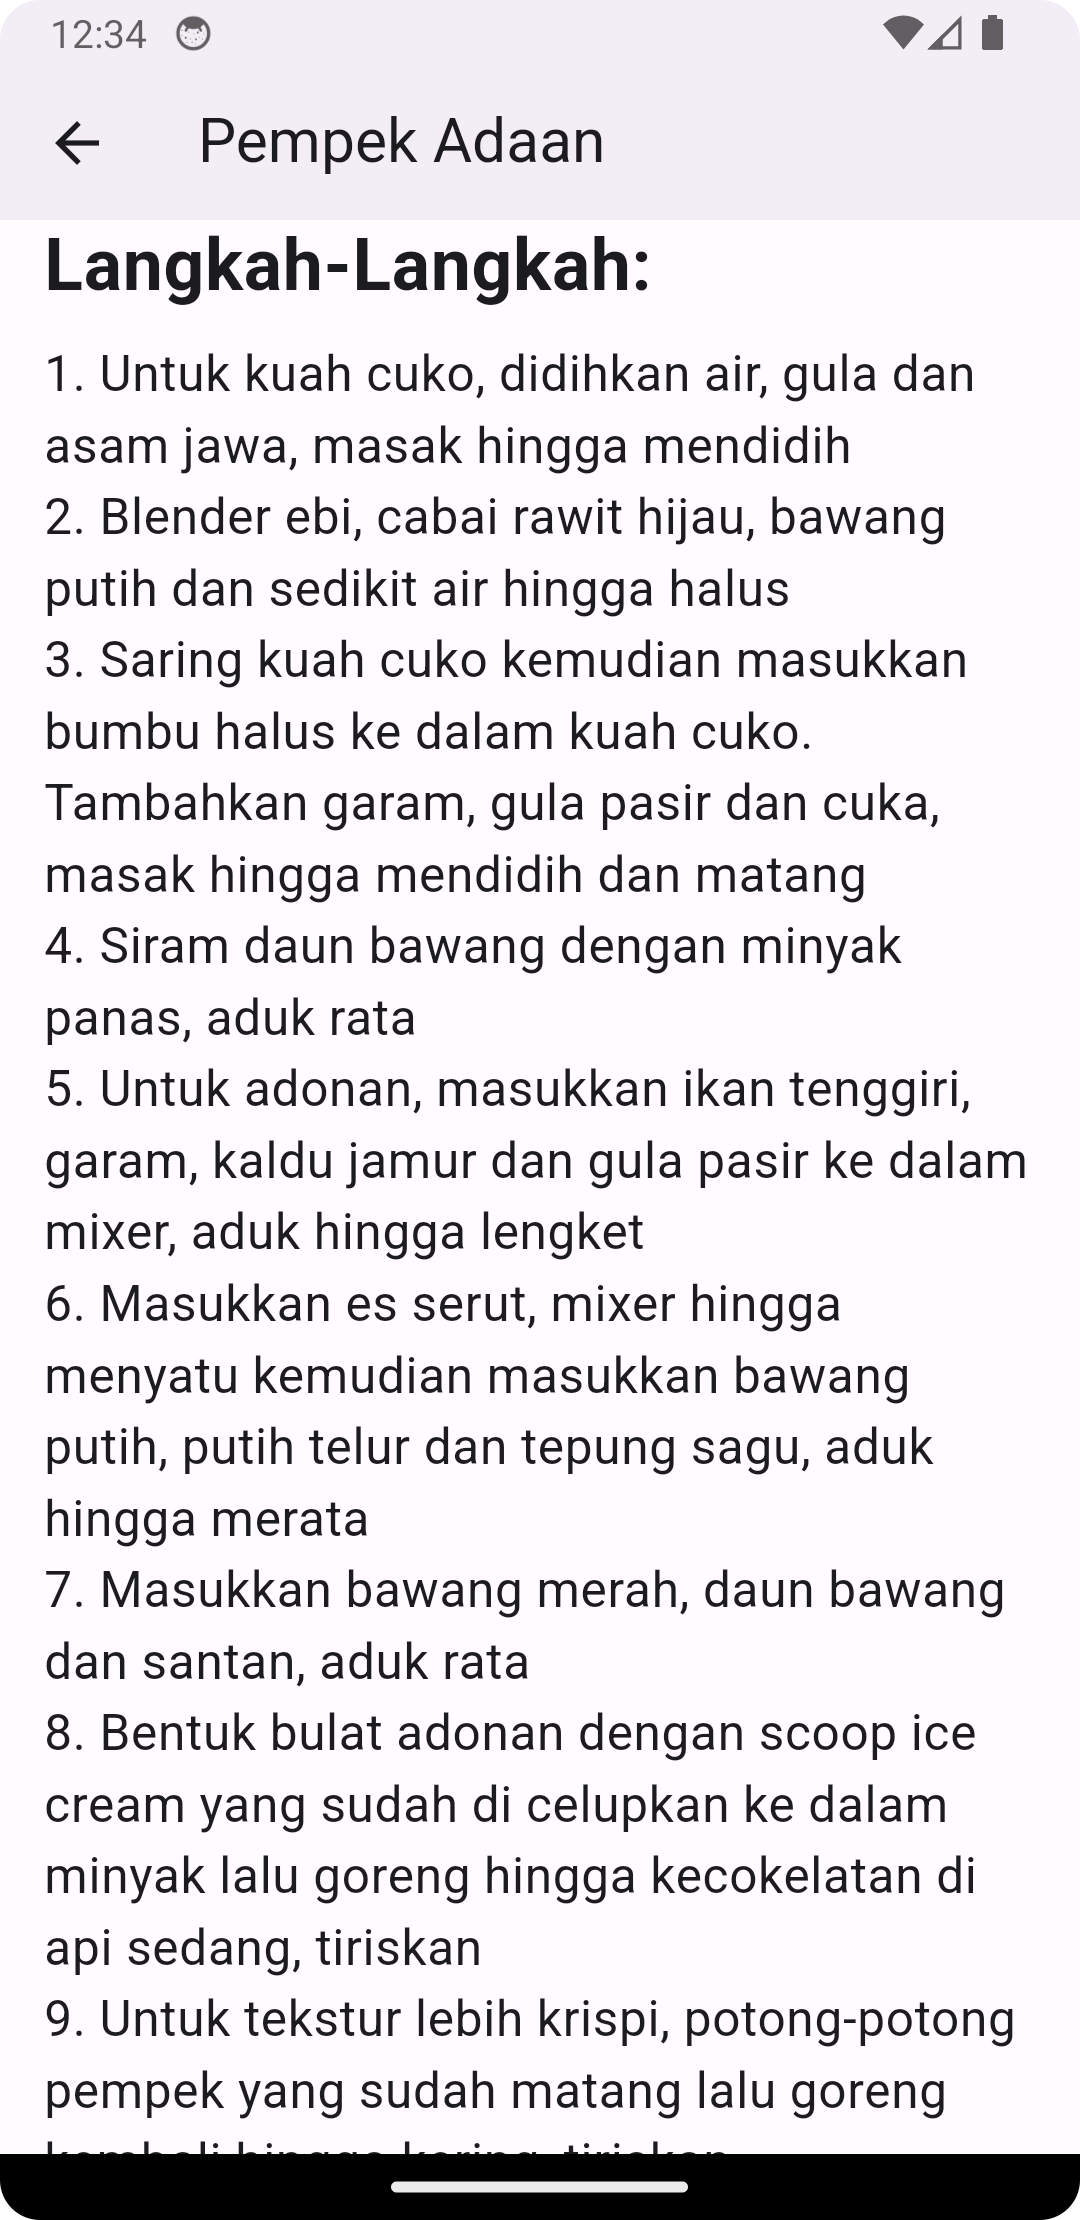 12:34
Pempek Adaan
Langkah-Langkah:
1. Untuk kuah cuko, didihkan air, gula dan
asam jawa, masak hingga mendidih
2. Blender ebi, cabai rawit hijau, bawang
putih dan sedikit air hingga halus
3. Saring kuah cuko kemudian masukkan
bumbu halus ke dalam kuah cuko.
Tambahkan garam, gula pasir dan cuka,
masak hingga mendidih dan matang
4. Siram daun bawang dengan minyak
panas, aduk rata
5. Untuk adonan, masukkan ikan tenggiri,
garam, kaldu jamur dan gula pasir ke dalam
mixer, aduk hingga lengket
6. Masukkan es serut, mixer hingga
menyatu kemudian masukkan bawang
putih, putih telur dan tepung sagu, aduk
hingga merata
7. Masukkan bawang merah, daun bawang
dan santan, aduk rata
8. Bentuk bulat adonan dengan scoop ice
cream yang sudah di celupkan ke dalam
minyak lalu goreng hingga kecokelatan di
api sedang, tiriskan
9. Untuk tekstur lebih krispi, potong-potong
pempek yang sudah matang lalu goreng
kembali hingga kering, tiriskan